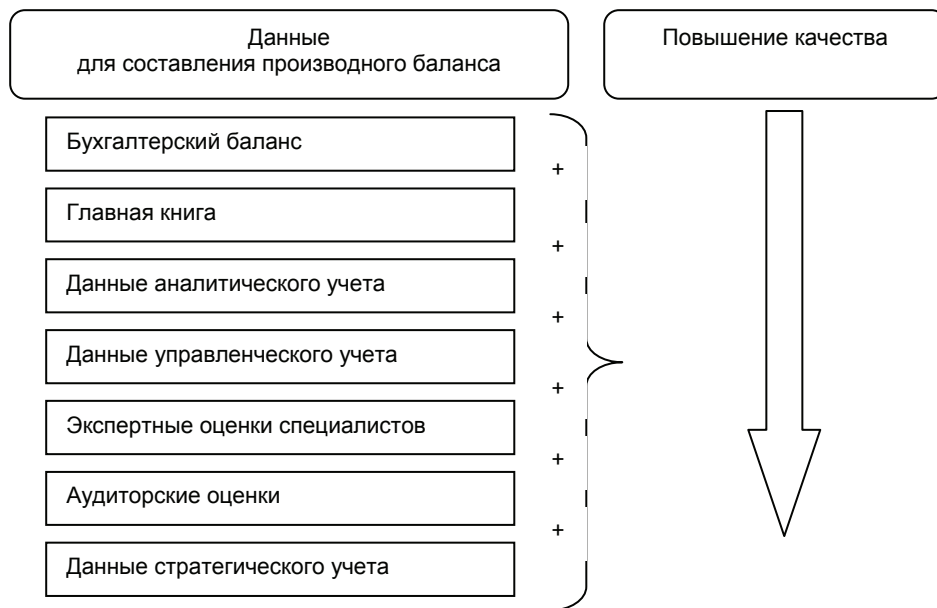 Данные
для составления производного баланса
Повышение качества
Бухгалтерский баланс
+
Главная книга
+
Данные аналитического учета
+
Данные управленческого учета
+
Экспертные оценки специалистов
+
Аудиторские оценки
+
Данные стратегического учета